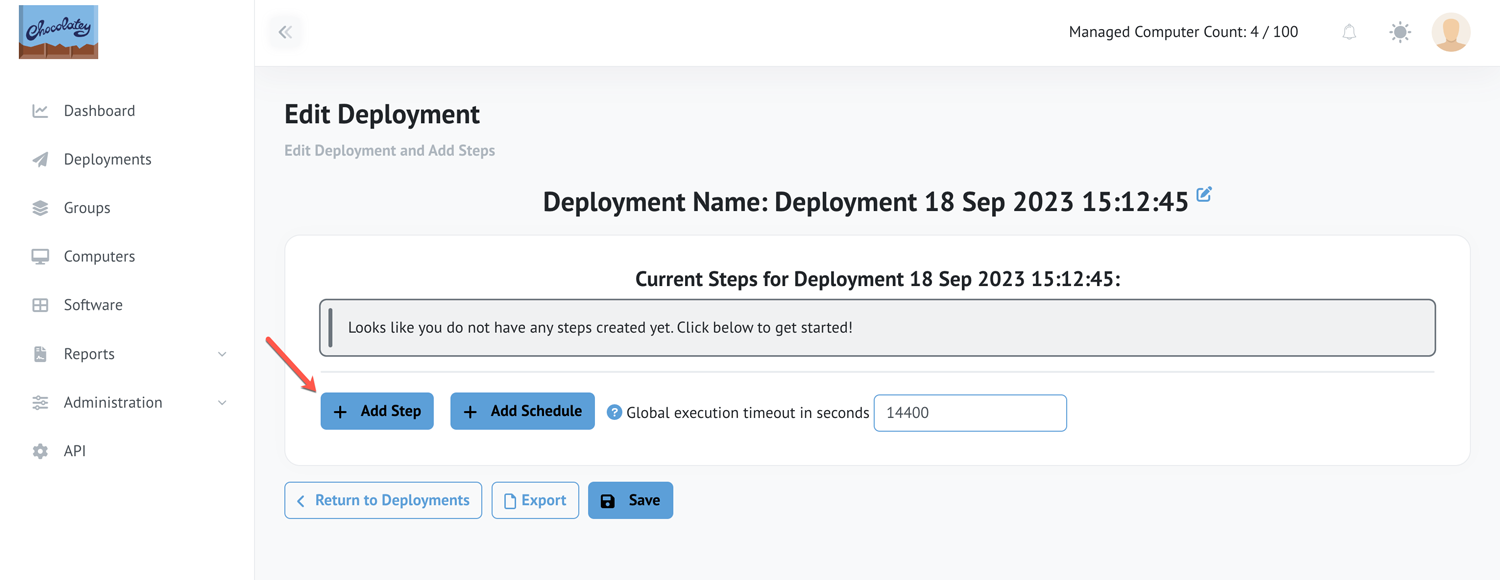 Chocolatey
Managed Computer Count: 4 / 100
Dashboard
Deployments
Groups
Computers
Software
Reports
Administration
API
Edit Deployment
Edit Deployment and Add Steps
Deployment Name: Deployment 18 Sep 2023 15:12:45
Current Steps for Deployment 18 Sep 2023 15:12:45:
Looks like you do not have any steps created yet. Click below to get started!
+ Add Step
+ Add Schedule
? Global execution timeout in seconds 14400
Return to Deployments
Export
Save